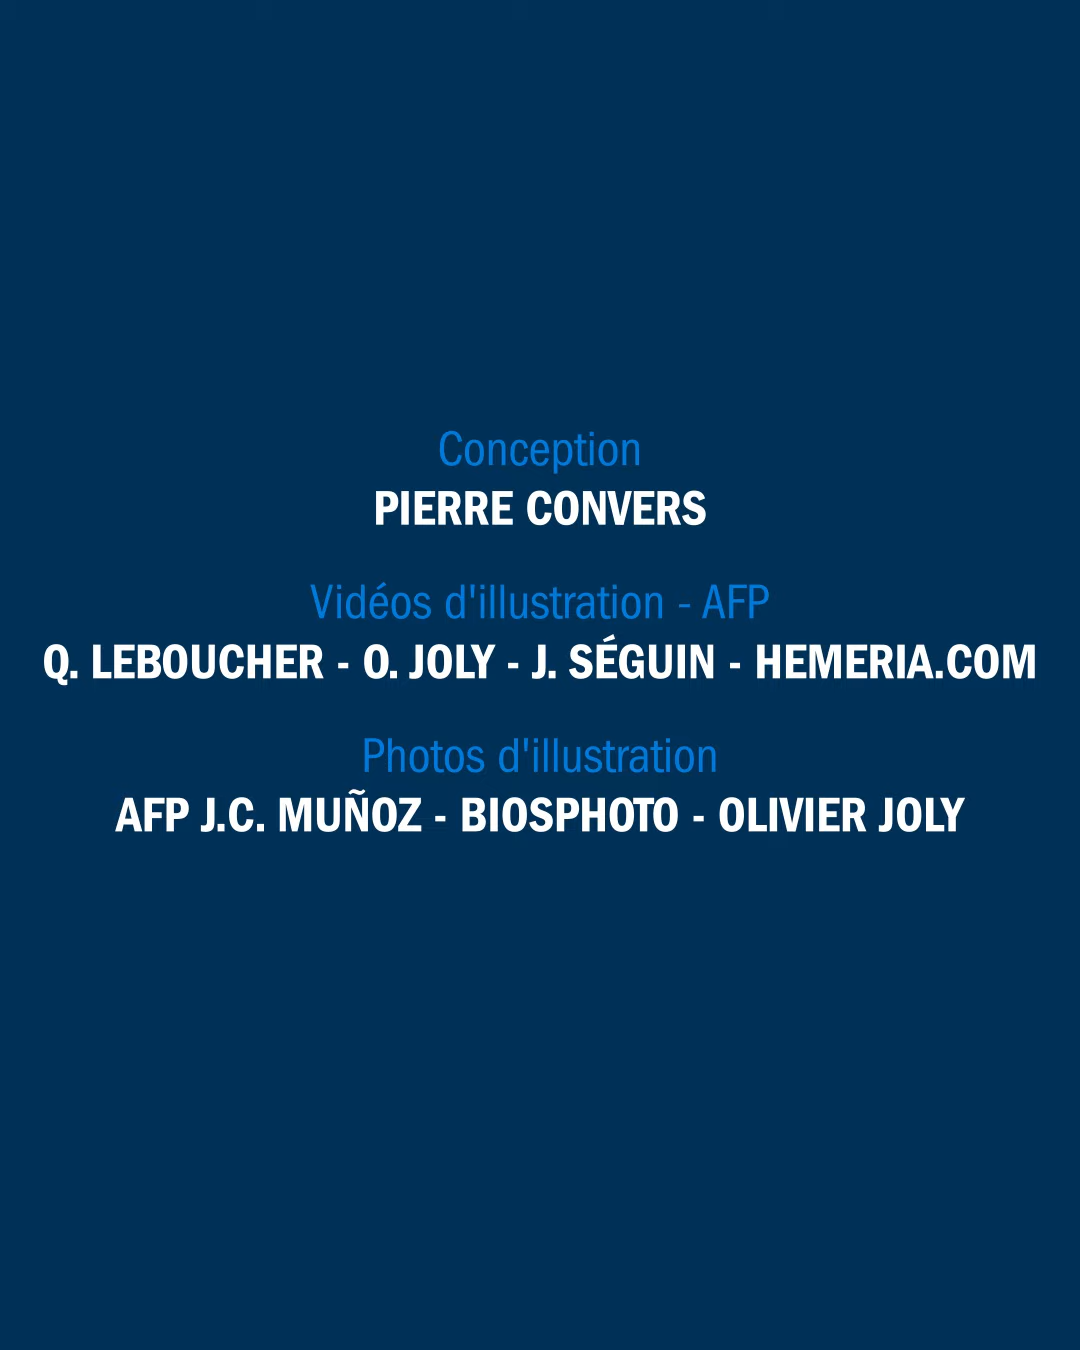 Conception
PIERRE CONVERS
Vidéos d'illustration - AFP
Q. LEBOUCHER - O. JOLY - J. SÉGUIN - HEMERIA.COM
Photos d'illustration
AFP J.C. MUÑOZ - BIOSPHOTO - OLIVIER JOLY